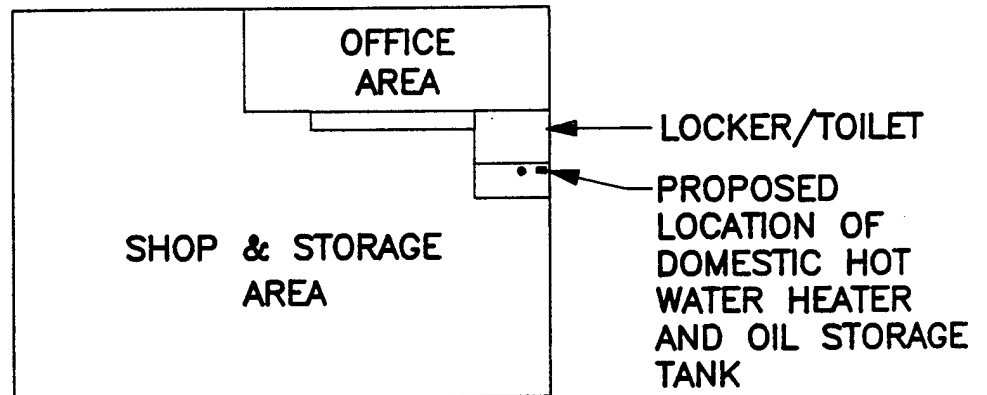 OFFICE
AREA
LOCKER/TOILET
PROPOSED
LOCATION OF
DOMESTIC HOT
WATER HEATER
AND OIL STORAGE
TANK
SHOP & STORAGE
AREA